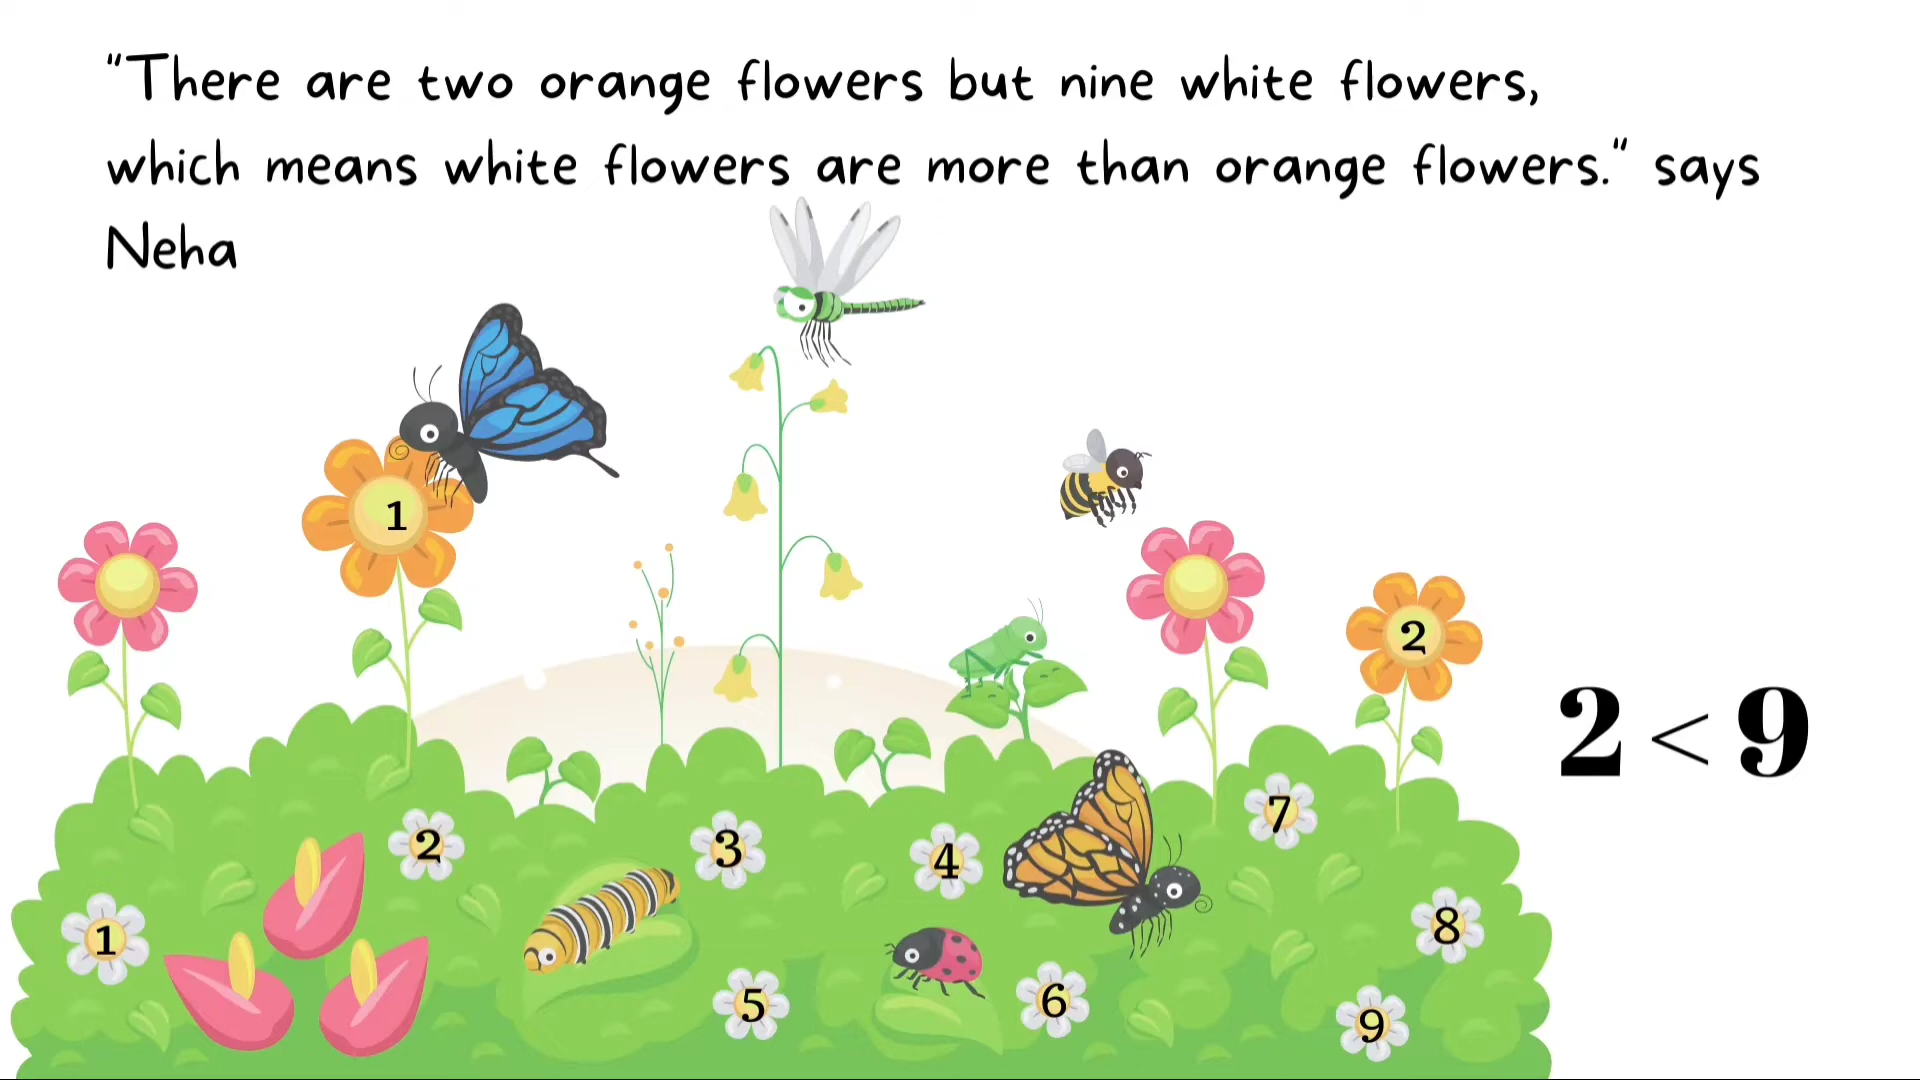 "There are two orange flowers but nine white flowers,
which means white flowers are more than orange flowers." says
Neha
1
2
2 < 9
7
2
3
4
1
8
5
6
9